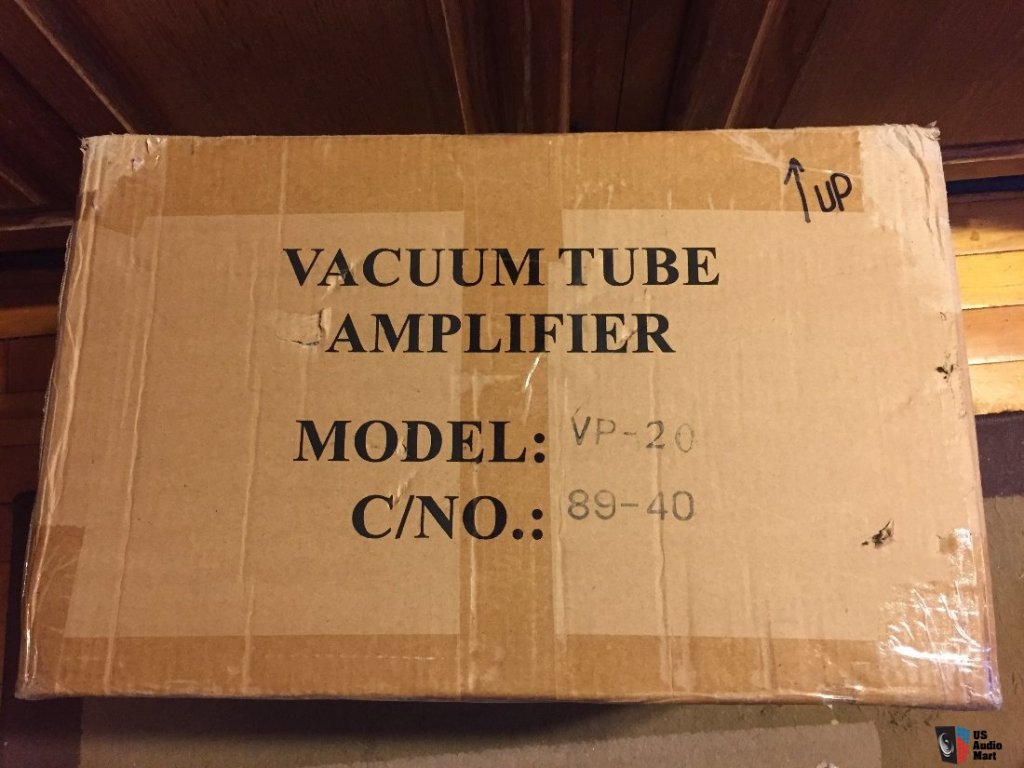 ↑ UP
VACUUM TUBE
AMPLIFIER
MODEL: VP-20
C/NO.: 89-40
US
Audio
Mart